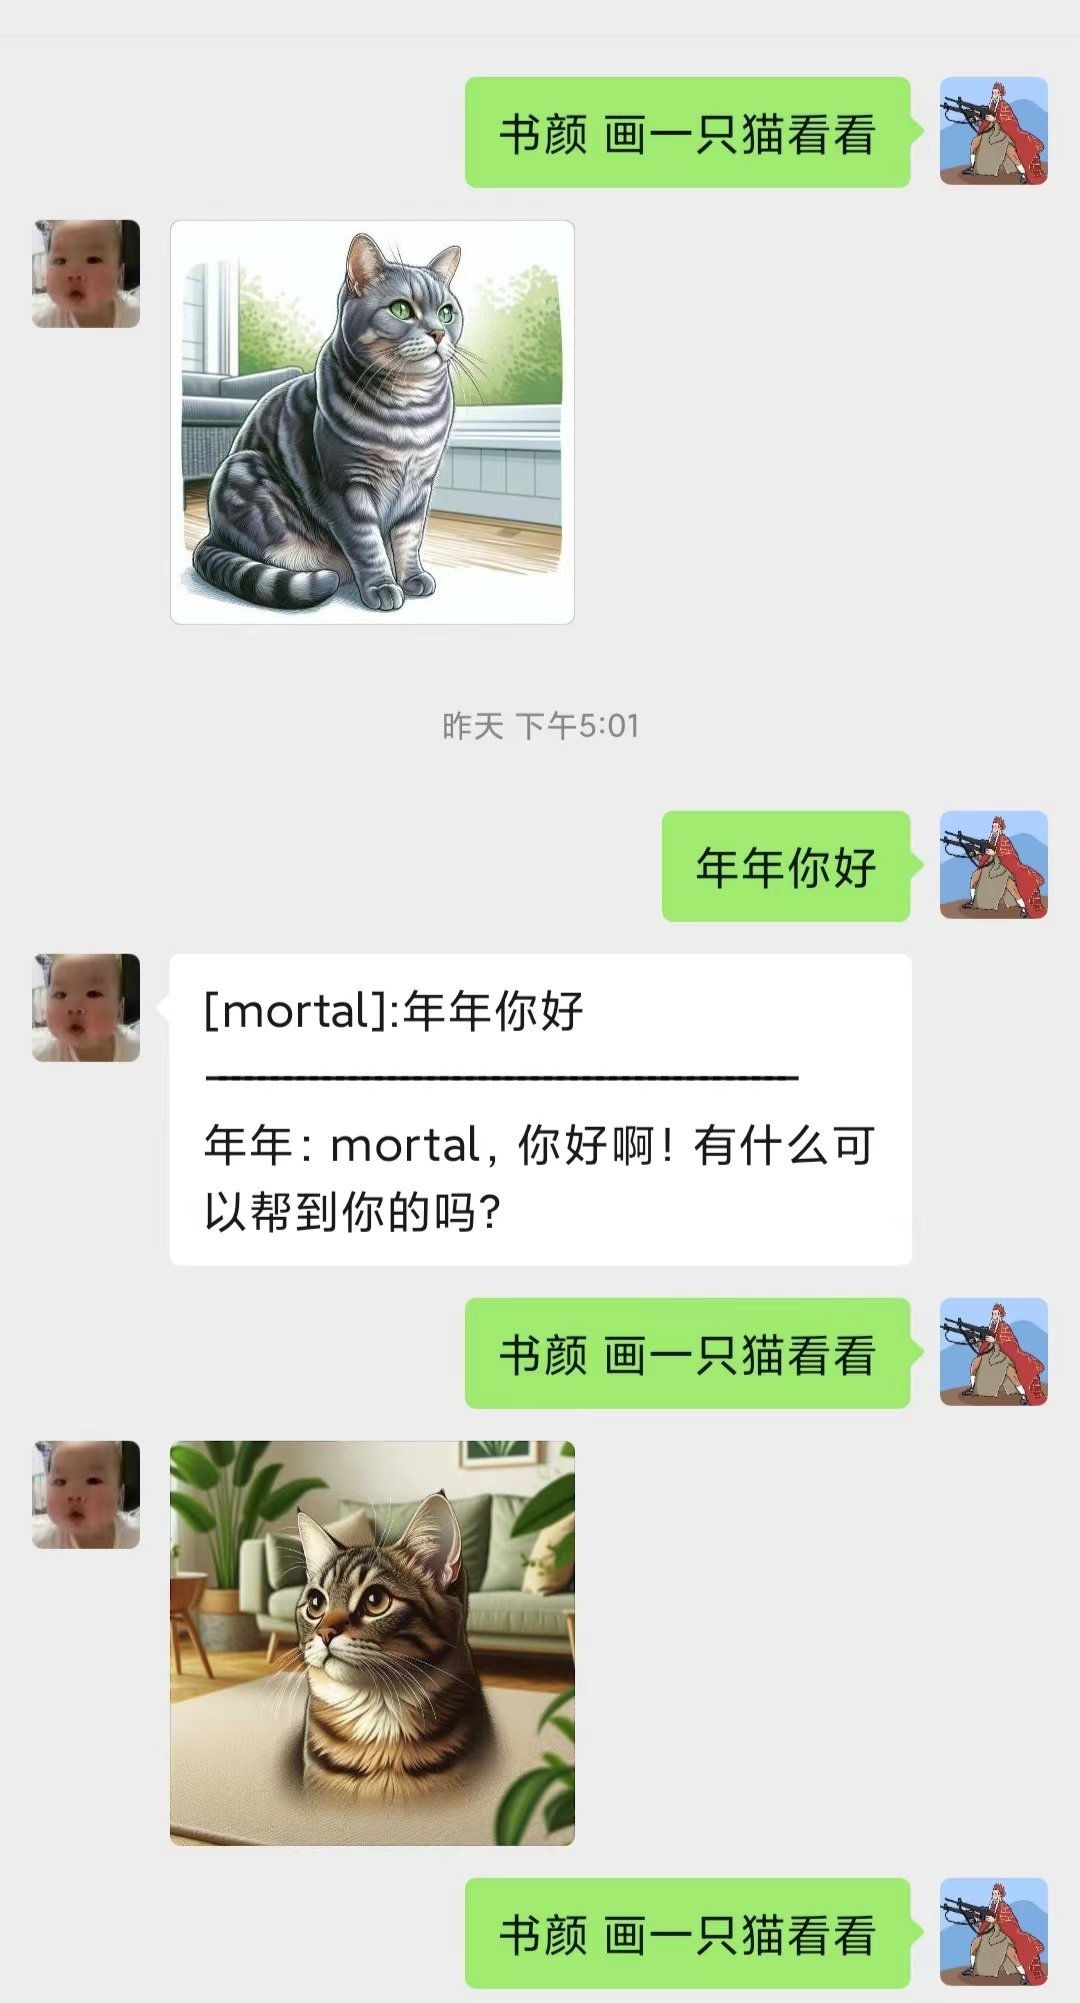 书颜 画一只猫看看
昨天 下午5:01
年年你好
[mortal]:年年你好
年年：mortal，你好啊！有什么可
以帮到你的吗？
书颜 画一只猫看看
书颜 画一只猫看看